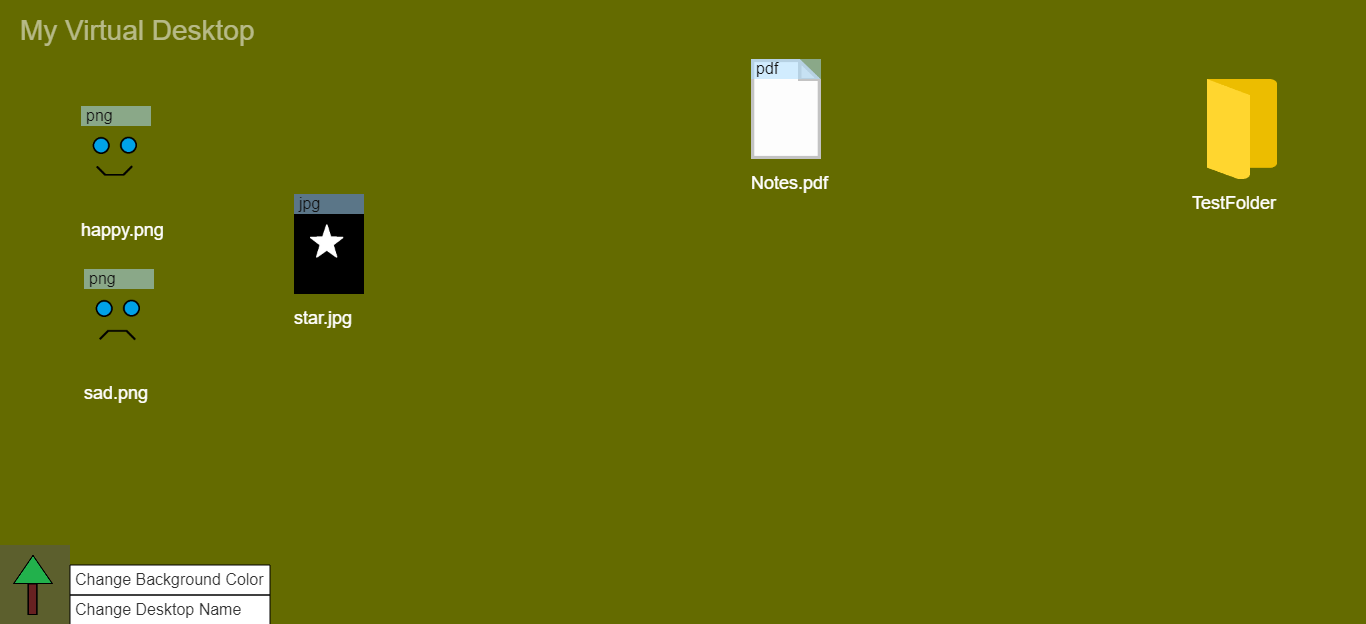 My Virtual Desktop
pdf
Notes.pdf
TestFolder
png
happy.png
jpg
star.jpg
png
sad.png
Change Background Color
Change Desktop Name